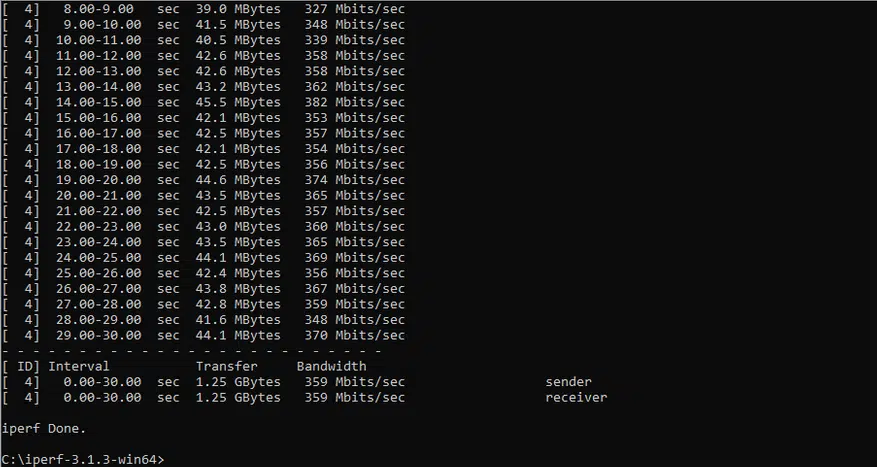 [  4]   8.00-9.00   sec  39.0 MBytes   327 Mbits/sec
[  4]   9.00-10.00  sec  41.5 MBytes   348 Mbits/sec
[  4]  10.00-11.00  sec  40.5 MBytes   339 Mbits/sec
[  4]  11.00-12.00  sec  42.6 MBytes   358 Mbits/sec
[  4]  12.00-13.00  sec  42.6 MBytes   358 Mbits/sec
[  4]  13.00-14.00  sec  43.2 MBytes   362 Mbits/sec
[  4]  14.00-15.00  sec  45.5 MBytes   382 Mbits/sec
[  4]  15.00-16.00  sec  42.1 MBytes   353 Mbits/sec
[  4]  16.00-17.00  sec  42.5 MBytes   357 Mbits/sec
[  4]  17.00-18.00  sec  42.1 MBytes   354 Mbits/sec
[  4]  18.00-19.00  sec  42.5 MBytes   356 Mbits/sec
[  4]  19.00-20.00  sec  44.6 MBytes   374 Mbits/sec
[  4]  20.00-21.00  sec  43.5 MBytes   365 Mbits/sec
[  4]  21.00-22.00  sec  42.5 MBytes   357 Mbits/sec
[  4]  22.00-23.00  sec  43.0 MBytes   360 Mbits/sec
[  4]  23.00-24.00  sec  43.5 MBytes   365 Mbits/sec
[  4]  24.00-25.00  sec  44.1 MBytes   369 Mbits/sec
[  4]  25.00-26.00  sec  42.4 MBytes   356 Mbits/sec
[  4]  26.00-27.00  sec  43.8 MBytes   367 Mbits/sec
[  4]  27.00-28.00  sec  42.8 MBytes   359 Mbits/sec
[  4]  28.00-29.00  sec  41.6 MBytes   348 Mbits/sec
[  4]  29.00-30.00  sec  44.1 MBytes   370 Mbits/sec
- - - - - - - - - - - - - - - - - - - - - - - - -
[ ID] Interval           Transfer     Bandwidth
[  4]   0.00-30.00  sec  1.25 GBytes   359 Mbits/sec                  sender
[  4]   0.00-30.00  sec  1.25 GBytes   359 Mbits/sec                  receiver
iperf Done.
C:\iperf-3.1.3-win64>